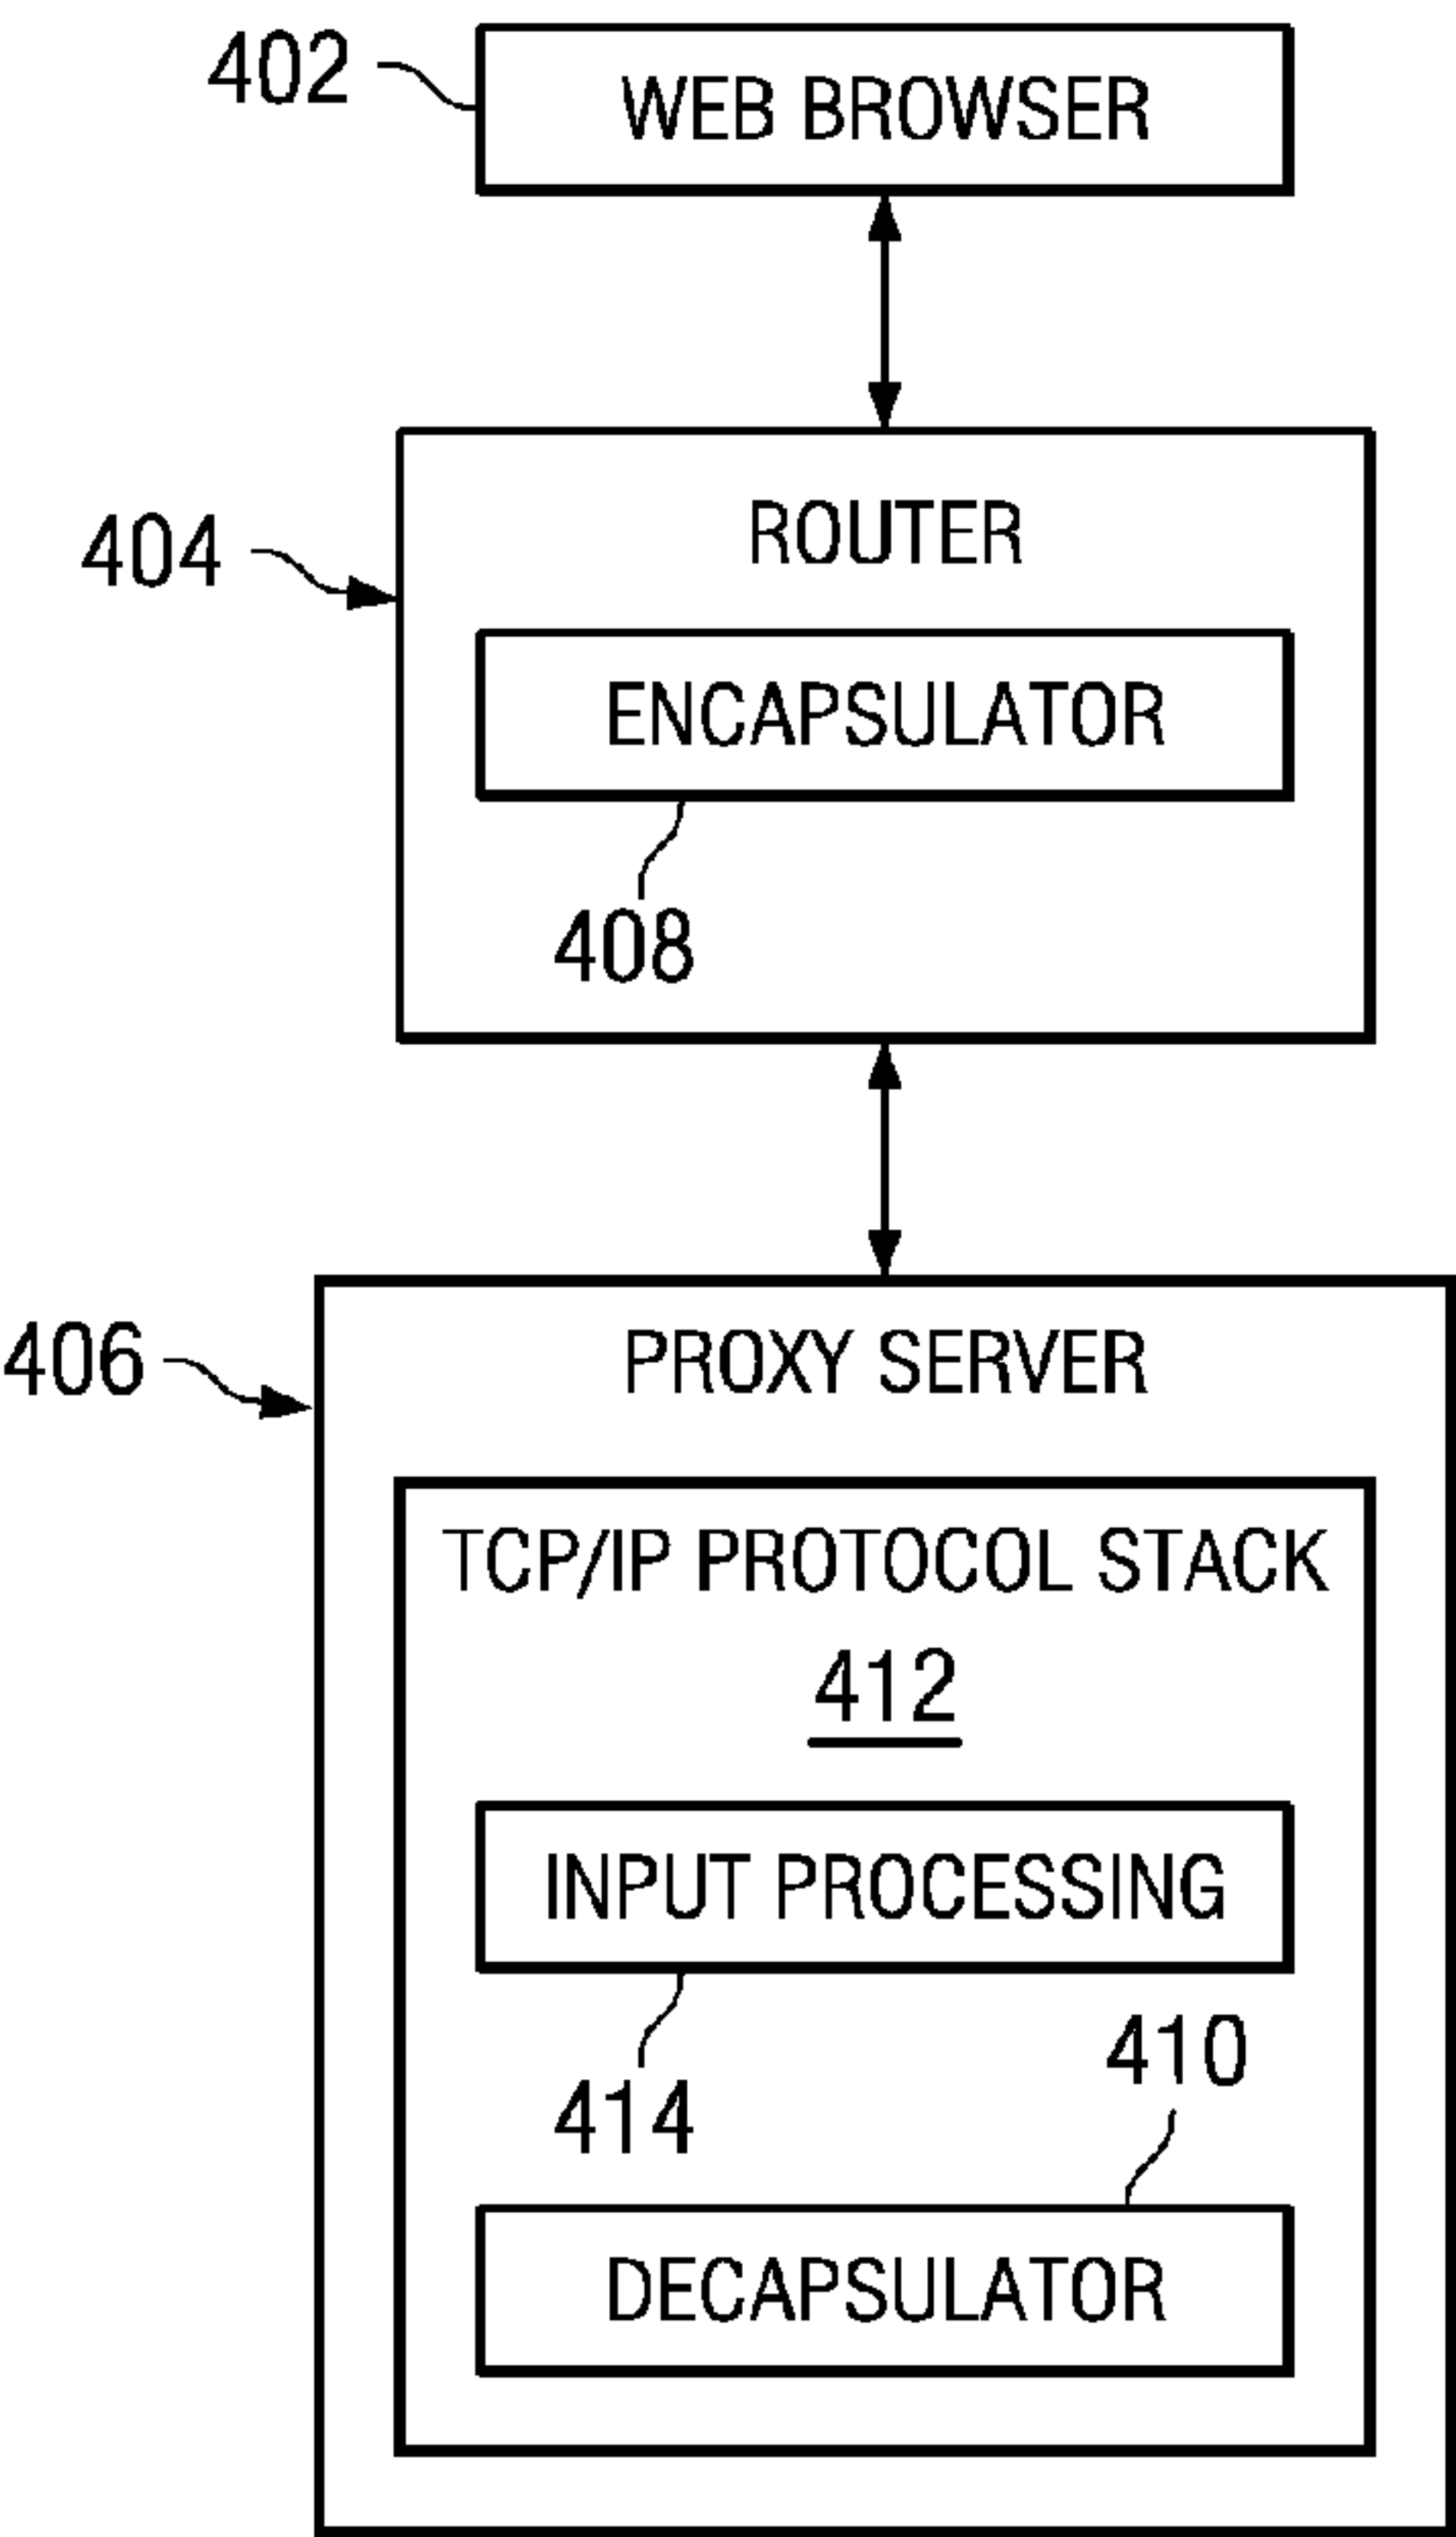 402
WEB BROWSER
404
ROUTER
ENCAPSULATOR
408
406
PROXY SERVER
TCP/IP PROTOCOL STACK
412
INPUT PROCESSING
414
410
DECAPSULATOR